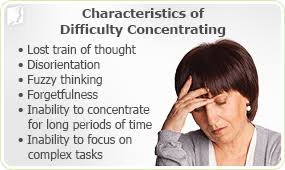 Characteristics of
Difficulty Concentrating
• Lost train of thought
• Disorientation
• Fuzzy thinking
• Forgetfulness
• Inability to concentrate
for long periods of time
• Inability to focus on
complex tasks